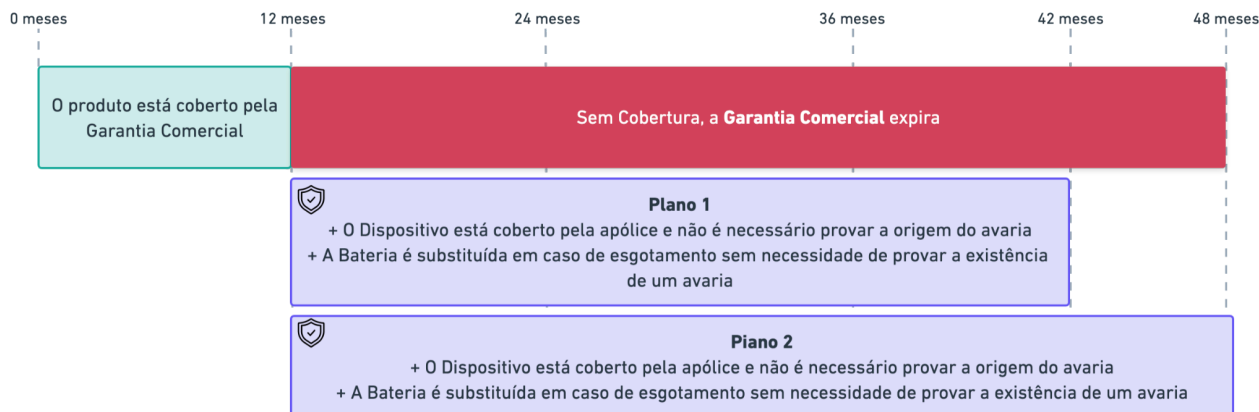 0 meses
12 meses
24 meses
36 meses
42 meses
48 meses
O produto está coberto pela
Garantia Comercial
Sem Cobertura, a Garantia Comercial expira
Plano 1
+ O Dispositivo está coberto pela apólice e não é necessário provar a origem do avaria
+ A Bateria é substituída em caso de esgotamento sem necessidade de provar a existência
de um avaria
Piano 2
+ O Dispositivo está coberto pela apólice e não é necessário provar a origem do avaria
+ A Bateria é substituída em caso de esgotamento sem necessidade de provar a existência de um avaria